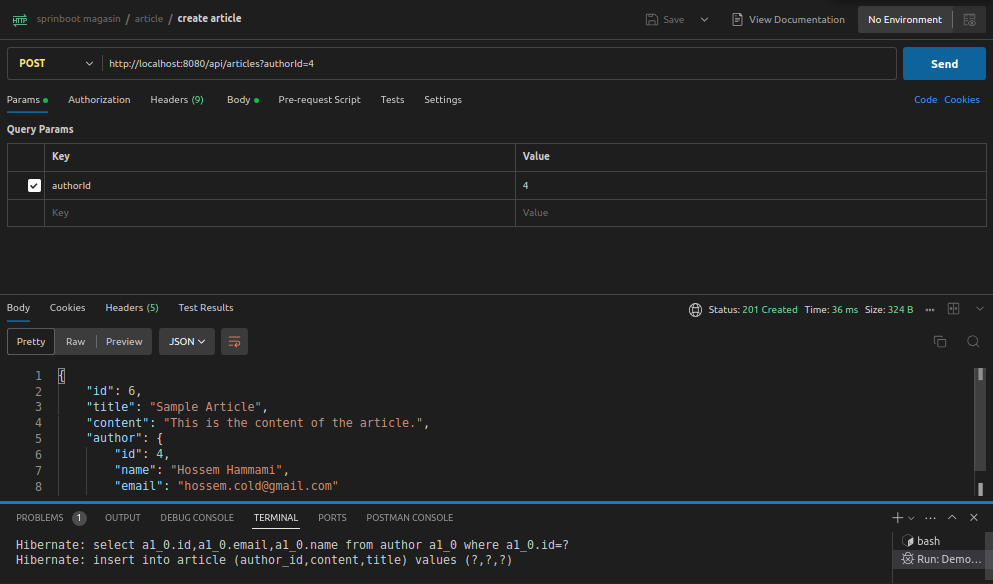 HTTP sprinboot magasin / article / create article Save View Documentation No Environment
POST http://localhost:8080/api/articles?authorId=4 Send
Params Authorization Headers (9) Body Pre-request Script Tests Settings Code Cookies
Query Params
Key Value
authorId 4
Key Value
Body Cookies Headers (5) Test Results Status: 201 Created Time: 36 ms Size: 324 B
Pretty Raw Preview JSON
1 {
2 "id": 6,
3 "title": "Sample Article",
4 "content": "This is the content of the article.",
5 "author": {
6 "id": 4,
7 "name": "Hossem Hammami",
8 "email": "hossem.cold@gmail.com"
PROBLEMS 1 OUTPUT DEBUG CONSOLE TERMINAL PORTS POSTMAN CONSOLE
Hibernate: select a1_0.id,a1_0.email,a1_0.name from author a1_0 where a1_0.id=?
Hibernate: insert into article (author_id,content,title) values (?,?,?)
bash
Run: Demo...